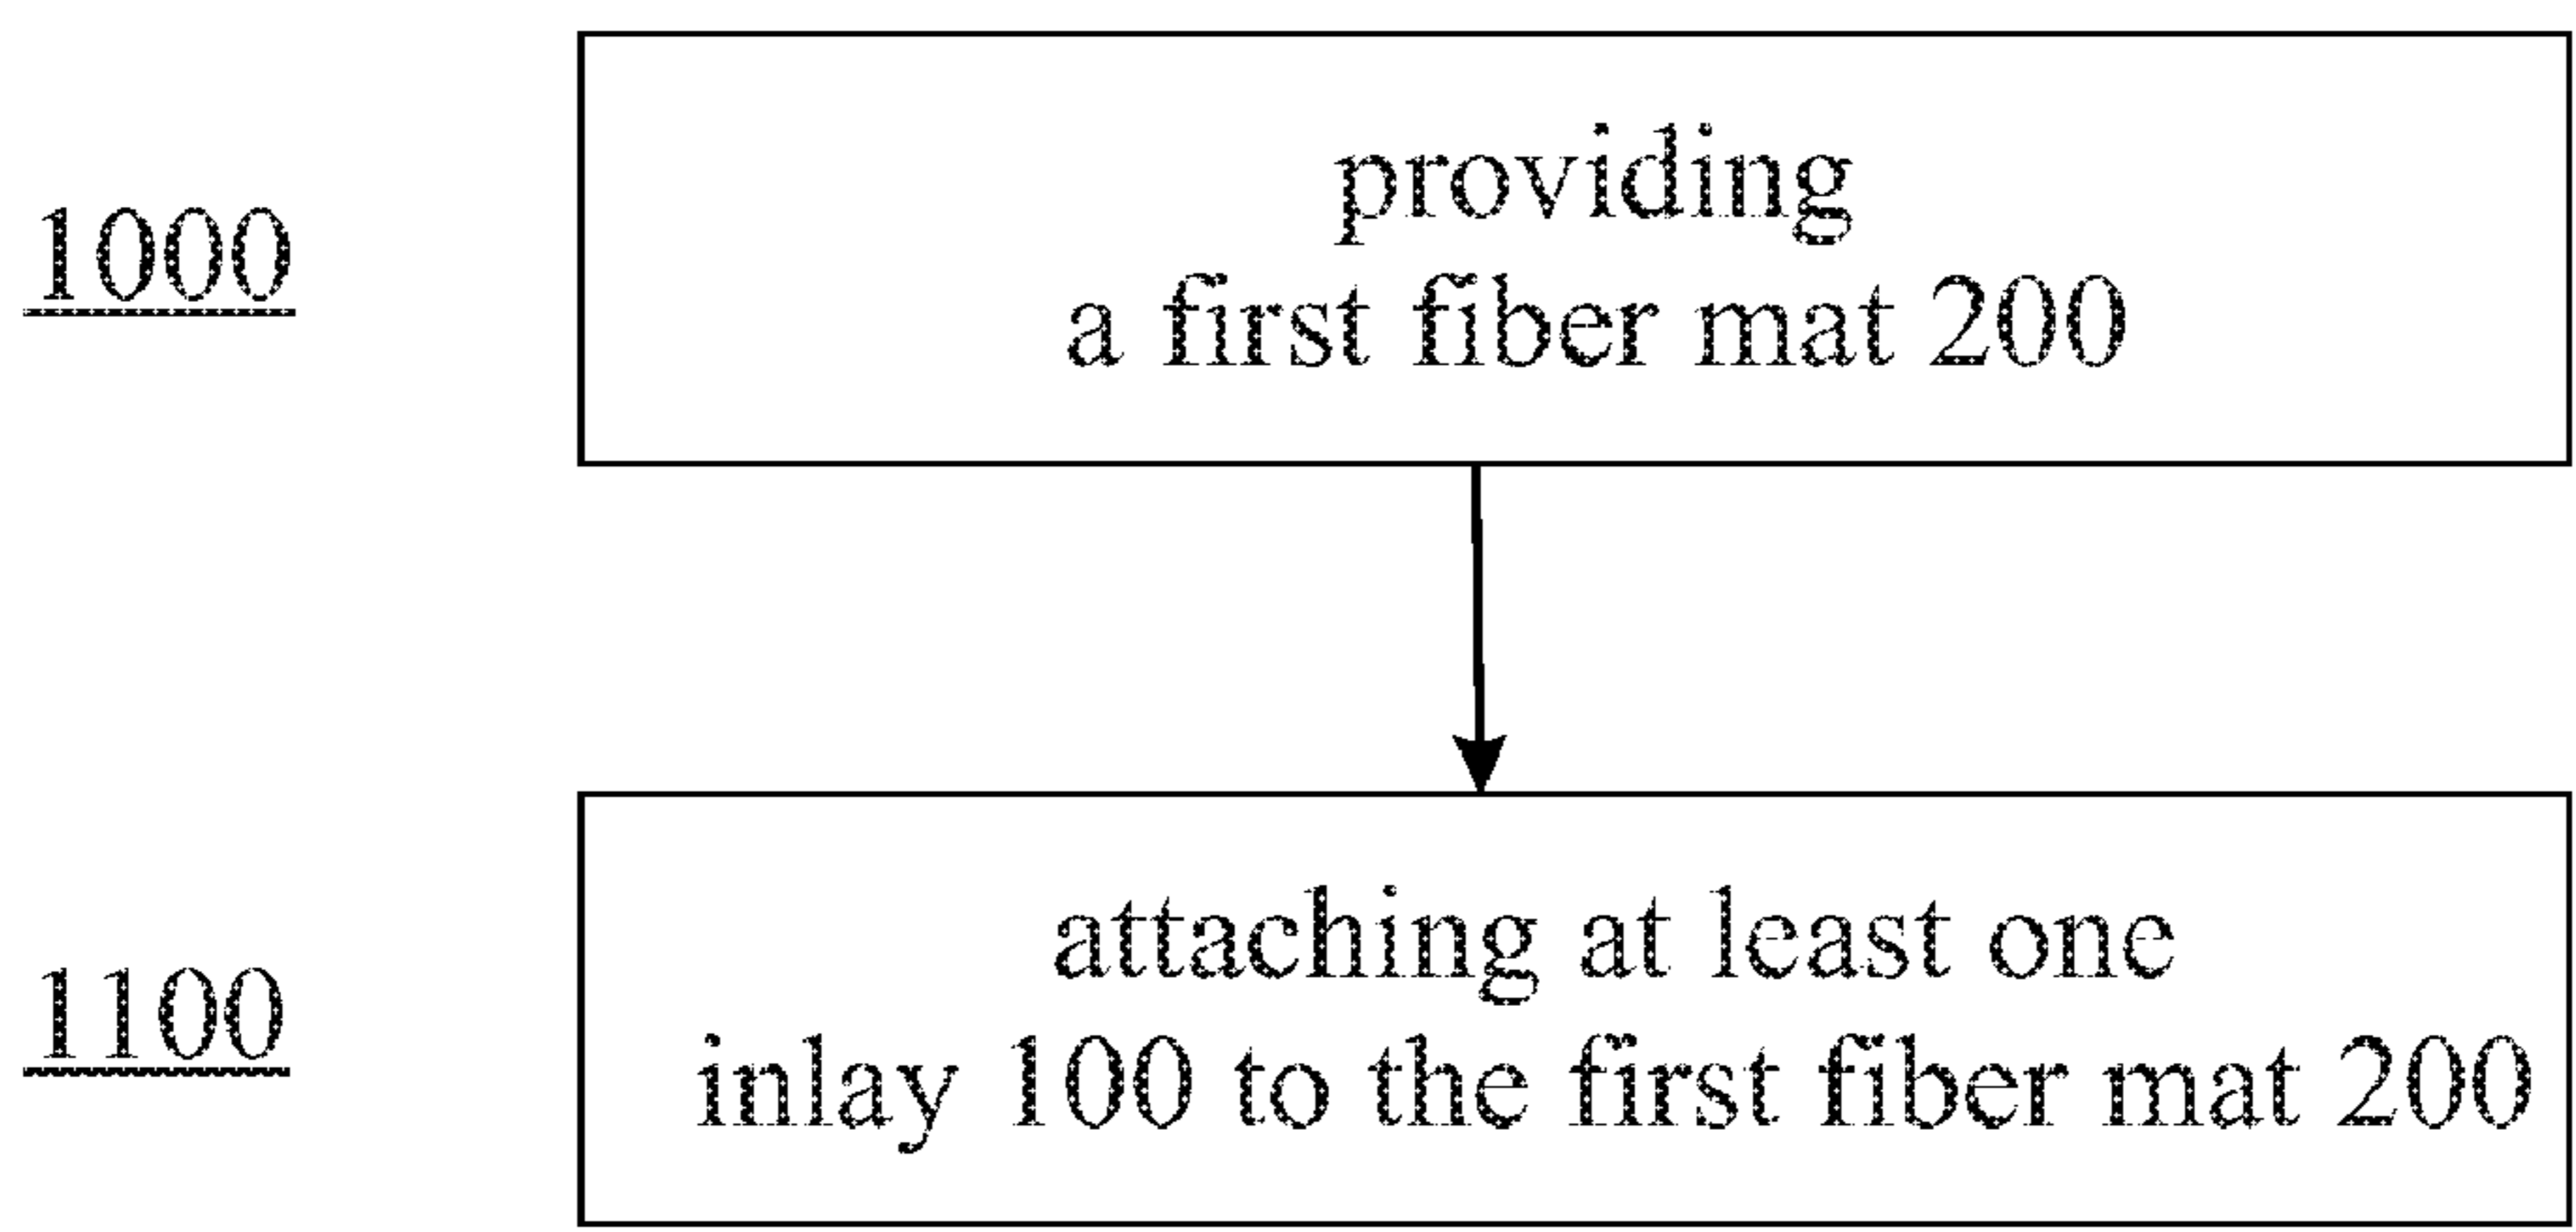 1000
providing
a first fiber mat 200
1100
attaching at least one
inlay 100 to the first fiber mat 200